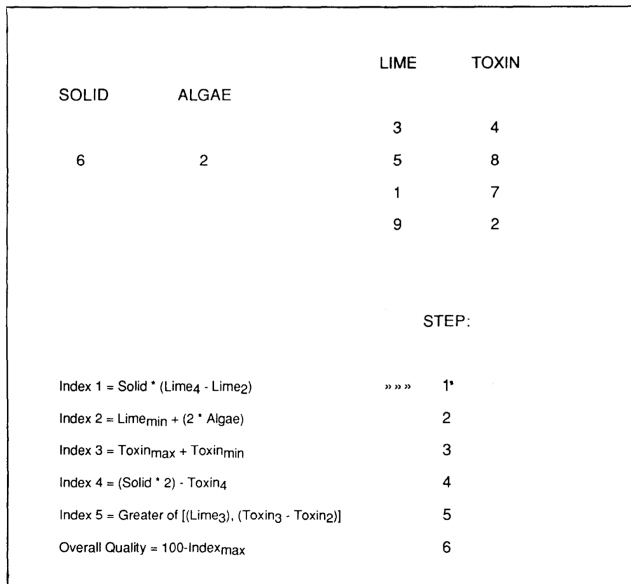 LIME TOXIN
SOLID ALGAE
3 4
6 2 5 8
1 7
9 2
STEP:
Index 1 = Solid * (Lime4 - Lime2) »»» 1*
Index 2 = Limemin + (2 * Algae) 2
Index 3 = Toxinmax + Toxinmin 3
Index 4 = (Solid * 2) - Toxin4 4
Index 5 = Greater of [(Lime3), (Toxin3 - Toxin2)] 5
Overall Quality = 100-Indexmax 6